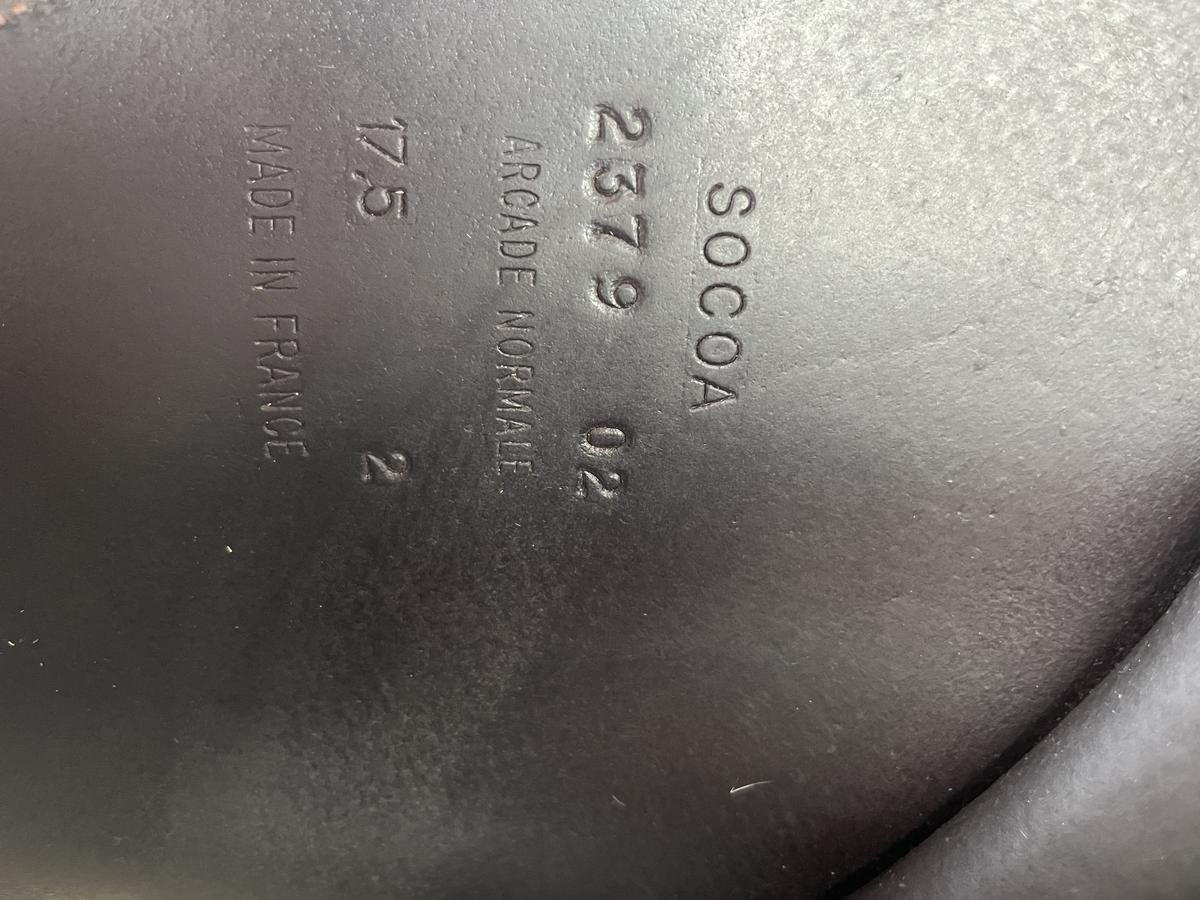 SOCOA
2379 02
ARCADE NORMALE
17,5 2
MADE IN FRANCE